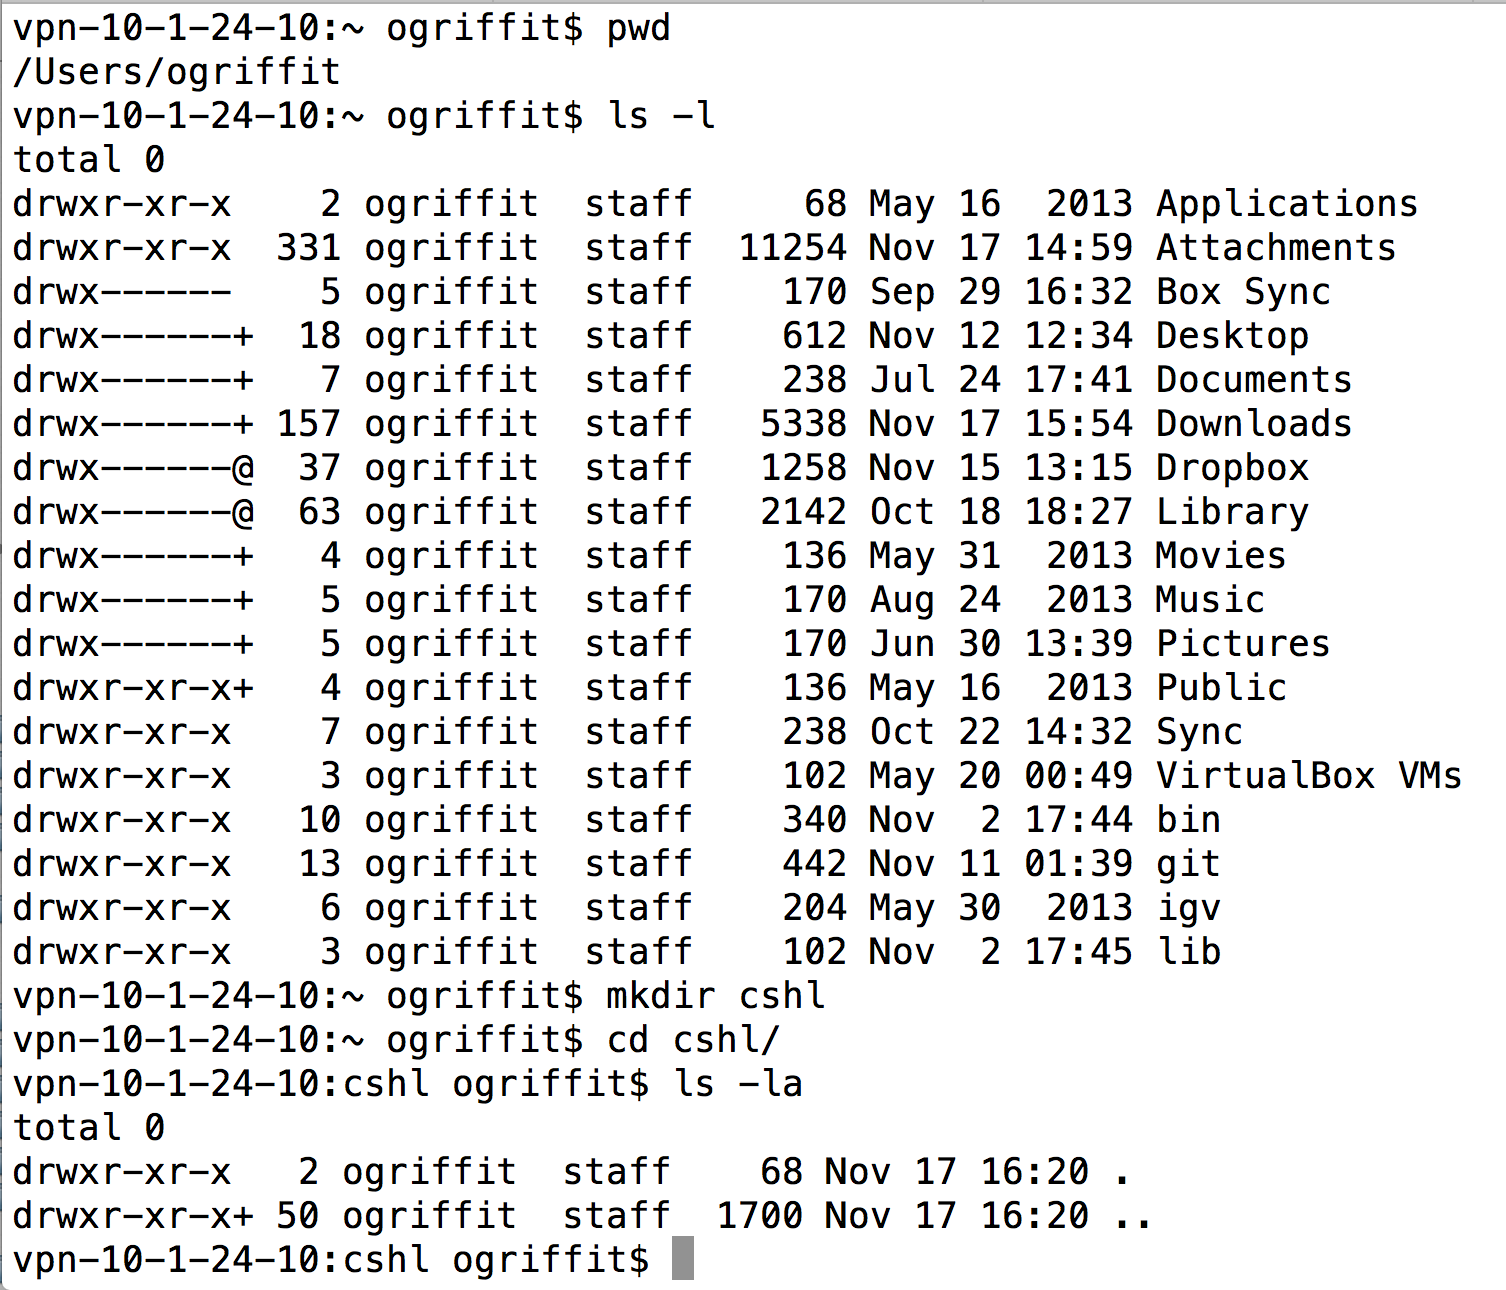 vpn-10-1-24-10:~ ogriffit$ pwd
/Users/ogriffit
vpn-10-1-24-10:~ ogriffit$ ls -l
total 0
drwxr-xr-x    2 ogriffit  staff     68 May 16  2013 Applications
drwxr-xr-x  331 ogriffit  staff  11254 Nov 17 14:59 Attachments
drwx------    5 ogriffit  staff    170 Sep 29 16:32 Box Sync
drwx------+  18 ogriffit  staff    612 Nov 12 12:34 Desktop
drwx------+   7 ogriffit  staff    238 Jul 24 17:41 Documents
drwx------+ 157 ogriffit  staff   5338 Nov 17 15:54 Downloads
drwx------@  37 ogriffit  staff   1258 Nov 15 13:15 Dropbox
drwx------@  63 ogriffit  staff   2142 Oct 18 18:27 Library
drwx------+   4 ogriffit  staff    136 May 31  2013 Movies
drwx------+   5 ogriffit  staff    170 Aug 24  2013 Music
drwx------+   5 ogriffit  staff    170 Jun 30 13:39 Pictures
drwxr-xr-x+   4 ogriffit  staff    136 May 16  2013 Public
drwxr-xr-x    7 ogriffit  staff    238 Oct 22 14:32 Sync
drwxr-xr-x    3 ogriffit  staff    102 May 20 00:49 VirtualBox VMs
drwxr-xr-x   10 ogriffit  staff    340 Nov  2 17:44 bin
drwxr-xr-x   13 ogriffit  staff    442 Nov 11 01:39 git
drwxr-xr-x    6 ogriffit  staff    204 May 30  2013 igv
drwxr-xr-x    3 ogriffit  staff    102 Nov  2 17:45 lib
vpn-10-1-24-10:~ ogriffit$ mkdir cshl
vpn-10-1-24-10:~ ogriffit$ cd cshl/
vpn-10-1-24-10:cshl ogriffit$ ls -la
total 0
drwxr-xr-x   2 ogriffit  staff    68 Nov 17 16:20 .
drwxr-xr-x+ 50 ogriffit  staff  1700 Nov 17 16:20 ..
vpn-10-1-24-10:cshl ogriffit$